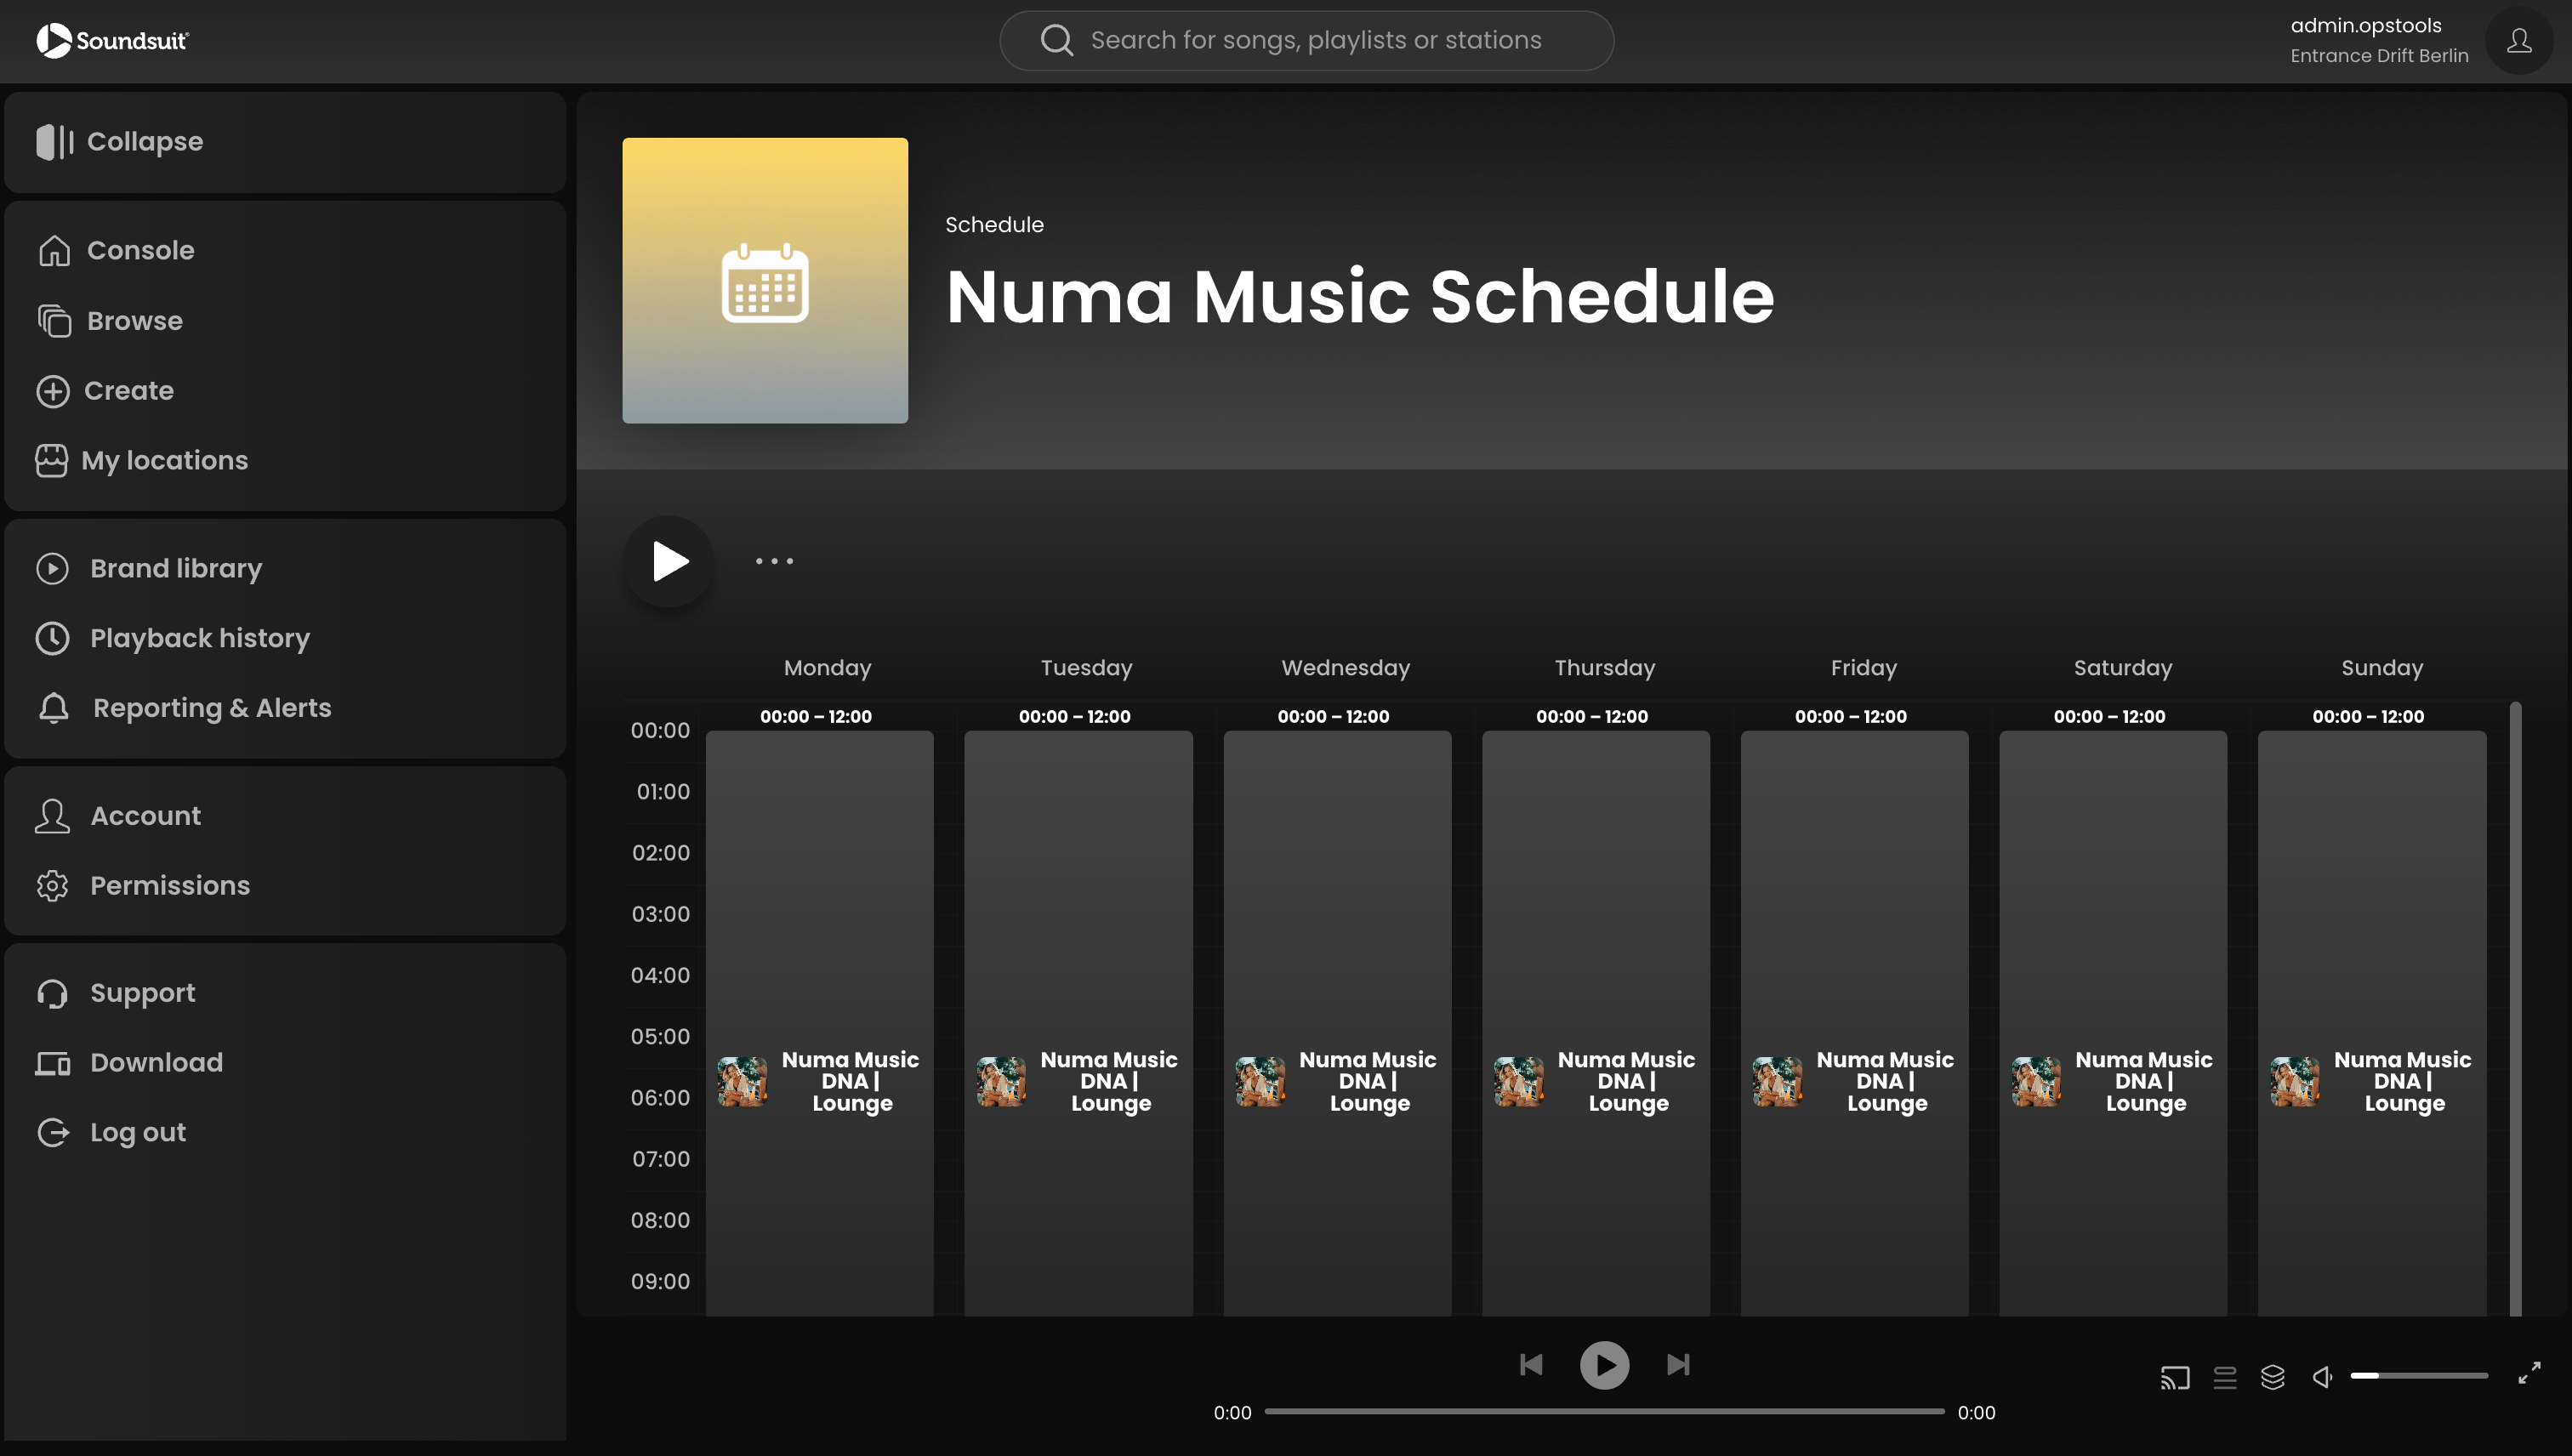 Soundsuit
Search for songs, playlists or stations
admin.opstools
Entrance Drift Berlin
Collapse
Console
Browse
Create
My locations
Brand library
Playback history
Reporting & Alerts
Account
Permissions
Support
Download
Log out
Schedule
Numa Music Schedule
Monday Tuesday Wednesday Thursday Friday Saturday Sunday
00:00 – 12:00 00:00 – 12:00 00:00 – 12:00 00:00 – 12:00 00:00 – 12:00 00:00 – 12:00 00:00 – 12:00
00:00
01:00
02:00
03:00
04:00
05:00
Numa Music Numa Music Numa Music Numa Music Numa Music Numa Music Numa Music
DNA | DNA | DNA | DNA | DNA | DNA | DNA |
06:00 Lounge Lounge Lounge Lounge Lounge Lounge Lounge
07:00
08:00
09:00
0:00 0:00